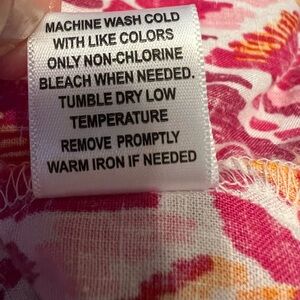 MACHINE WASH COLD
WITH LIKE COLORS
ONLY NON-CHLORINE
BLEACH WHEN NEEDED.
TUMBLE DRY LOW
TEMPERATURE
REMOVE PROMPTLY
WARM IRON IF NEEDED